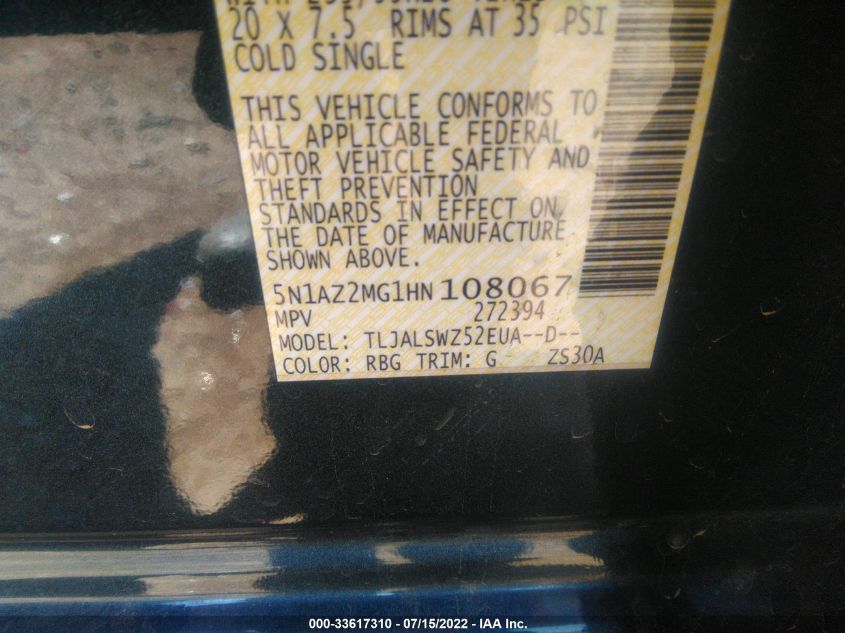 20 X 7.5 RIMS AT 35 PSI
COLD SINGLE
THIS VEHICLE CONFORMS TO
ALL APPLICABLE FEDERAL
MOTOR VEHICLE SAFETY AND
THEFT PREVENTION
STANDARDS IN EFFECT ON
THE DATE OF MANUFACTURE
SHOWN ABOVE.
5N1AZ2MG1HN108067
MPV 272394
MODEL: TLJALSWZ52EUA--D--
COLOR: RBG TRIM: G ZS30A
000-33617310 - 07/15/2022 - IAA Inc.